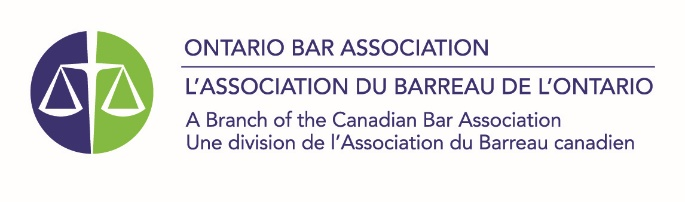 ONTARIO BAR ASSOCIATION
L'ASSOCIATION DU BARREAU DE L'ONTARIO
A Branch of the Canadian Bar Association
Une division de l'Association du Barreau canadien